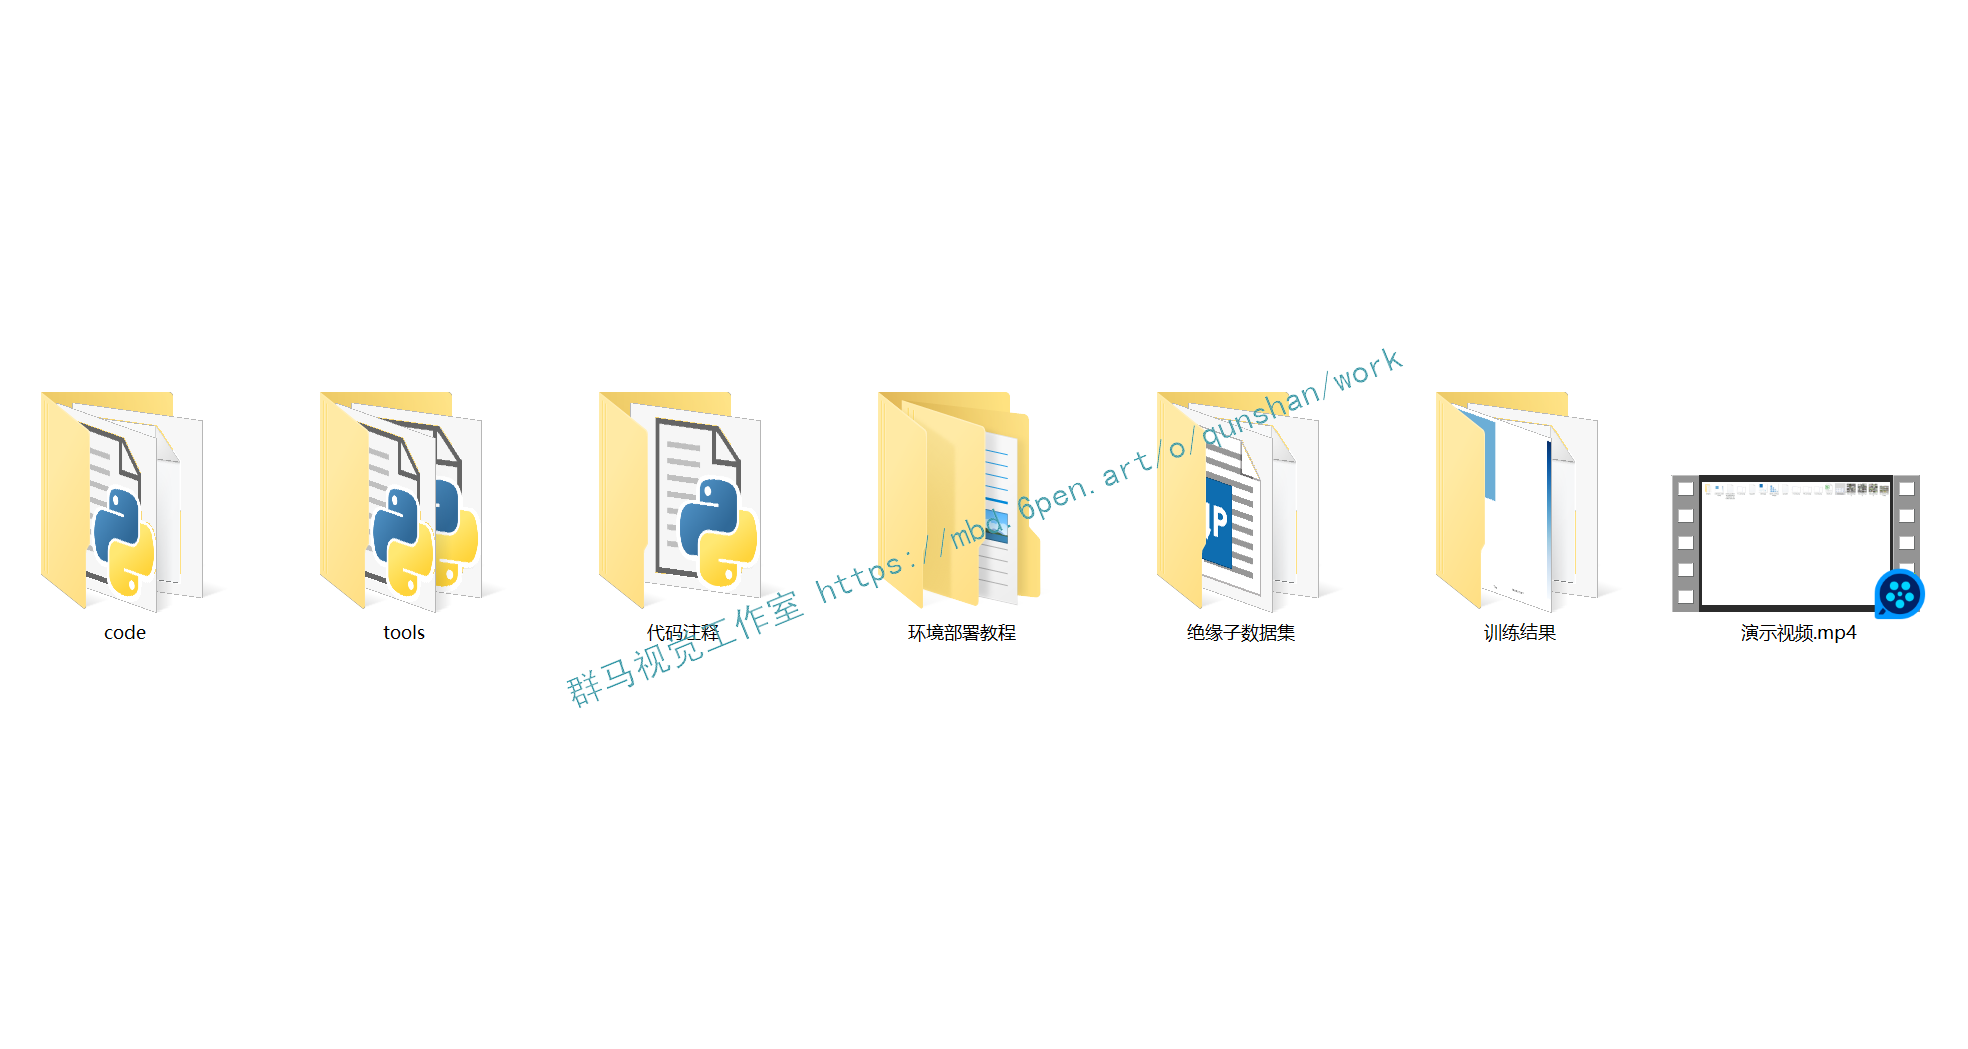 code
tools
代码注释
环境部署教程
绝缘子数据集
训练结果
演示视频.mp4
群马视觉工作室 https://mbd.6pen.art/o/qunshan/work